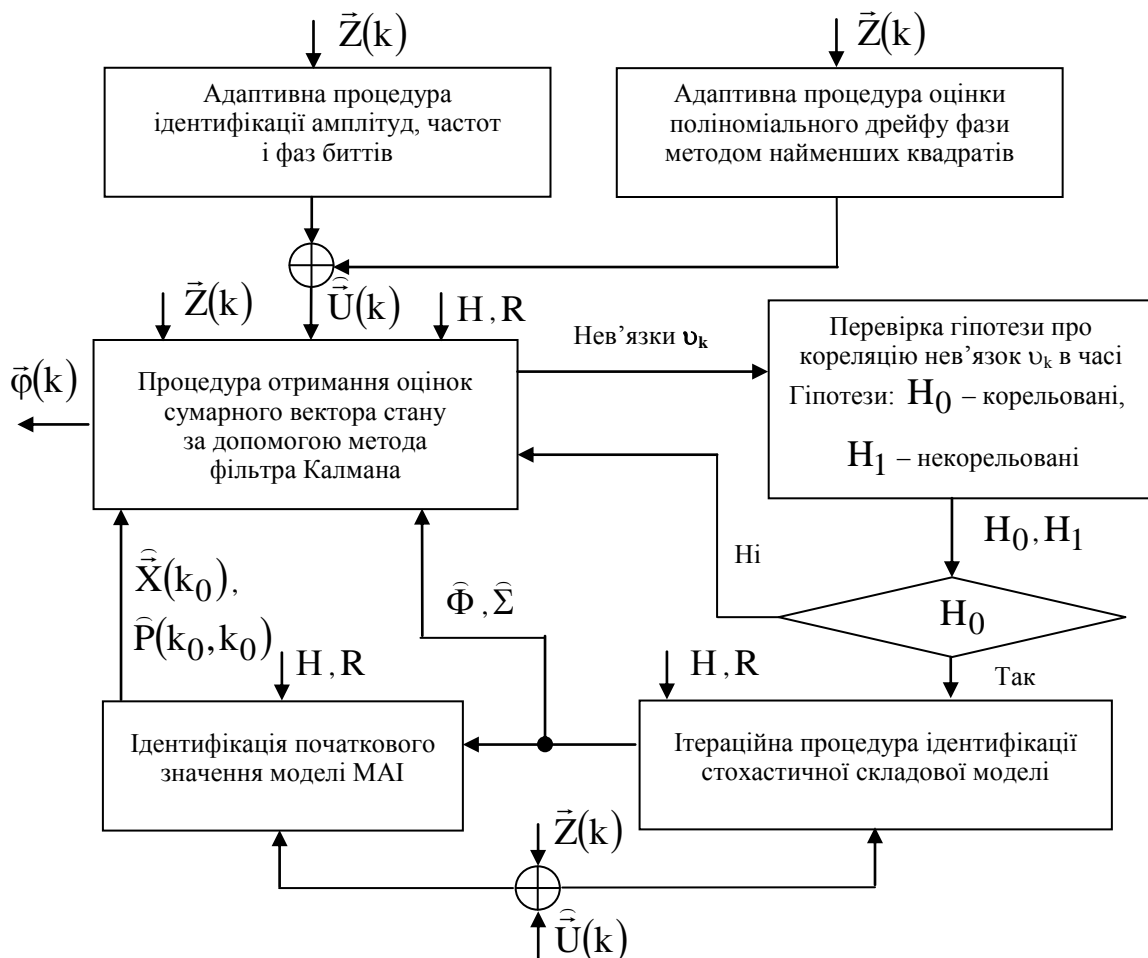 Z⃗(k)
Z⃗(k)
Адаптивна процедура
ідентифікації амплітуд, частот
і фаз биттів
Адаптивна процедура оцінки
поліноміального дрейфу фази
методом найменших квадратів
Z⃗(k)
Û⃗(k)
H , R
Нев’язки υₖ
φ⃗(k)
Процедура отримання оцінок
сумарного вектора стану
за допомогою метода
фільтра Калмана
Перевірка гіпотези про
кореляцію нев’язок υₖ в часі
Гіпотези: H₀ – корельовані,
H₁ – некорельовані
H₀, H₁
Ні
H₀
Так
X̂⃗(k₀),
P̂(k₀, k₀)
Φ̂ , Σ̂
H , R
H , R
Ідентифікація початкового
значення моделі МАІ
Ітераційна процедура ідентифікації
стохастичної складової моделі
Z⃗(k)
Û⃗(k)